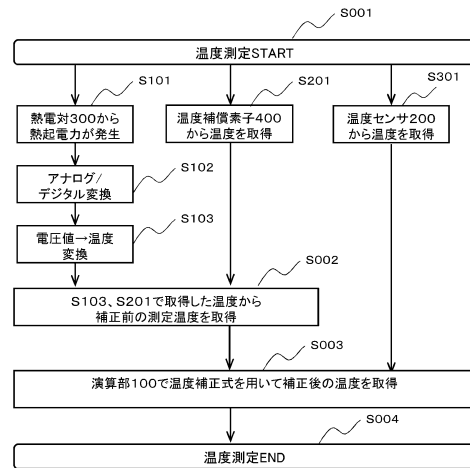 S001
温度測定START
S101
S201
S301
熱電対300から
熱起電力が発生
温度補償素子400
から温度を取得
温度センサ200
から温度を取得
S102
アナログ/
デジタル変換
S103
電圧値→温度
変換
S002
S103、S201で取得した温度から
補正前の測定温度を取得
S003
演算部100で温度補正式を用いて補正後の温度を取得
S004
温度測定END